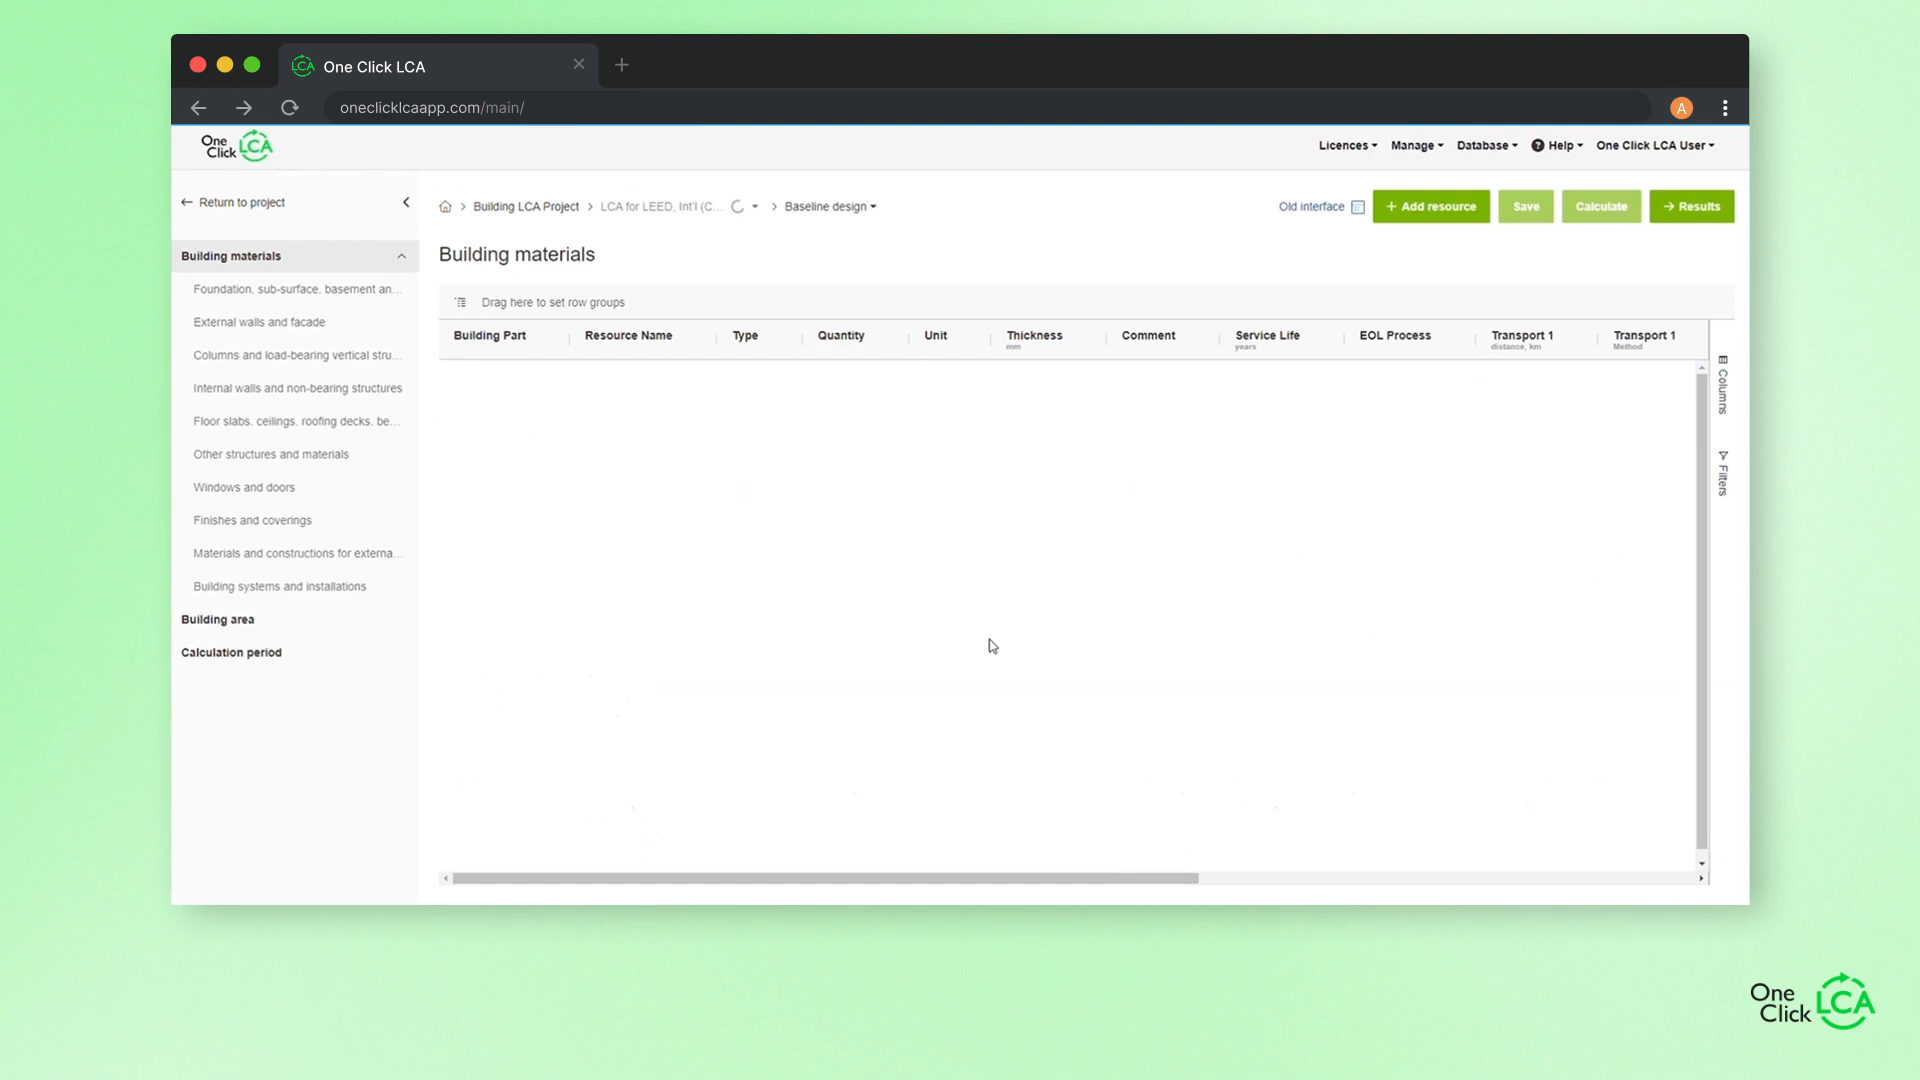 One Click LCA
oneclicklcaapp.com/main/
One
Click LCA
Licences
Manage
Database
? Help
One Click LCA User
A
← Return to project
Building LCA Project
LCA for LEED, Int'l (C...
Baseline design
Old interface
+ Add resource
Save
Calculate
→ Results
Building materials
Building materials
Foundation, sub-surface, basement an...
External walls and facade
Columns and load-bearing vertical stru...
Internal walls and non-bearing structures
Floor slabs, ceilings, roofing decks, be...
Other structures and materials
Windows and doors
Finishes and coverings
Materials and constructions for externa...
Building systems and installations
Building area
Calculation period
Drag here to set row groups
Building Part
Resource Name
Type
Quantity
Unit
Thickness
mm
Comment
Service Life
years
EOL Process
Transport 1
distance, km
Transport 1
Method
Columns
Filters
One
Click LCA